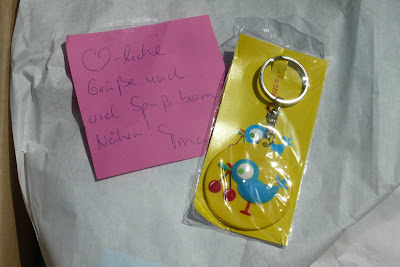 ♡-liche
Grüße und
viel Spaß beim
Nähen!